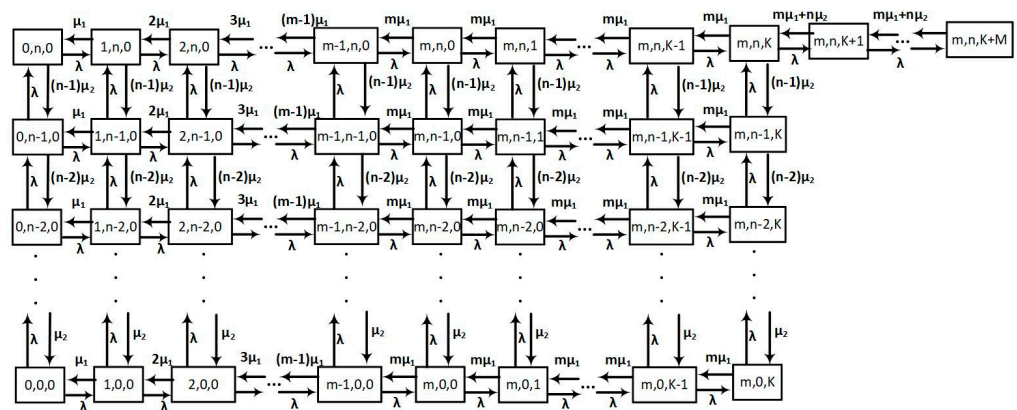 μ₁ 2μ₁ 3μ₁ (m-1)μ₁ mμ₁ mμ₁ mμ₁ mμ₁ mμ₁+nμ₂ mμ₁+nμ₂
0,n,0 1,n,0 2,n,0 ... m-1,n,0 m,n,0 m,n,1 ... m,n,K-1 m,n,K m,n,K+1 ... m,n,K+M
λ λ λ λ λ λ λ λ λ λ
λ (n-1)μ₂ λ (n-1)μ₂ λ (n-1)μ₂ λ (n-1)μ₂ λ (n-1)μ₂ λ (n-1)μ₂ λ (n-1)μ₂ λ (n-1)μ₂
μ₁ 2μ₁ 3μ₁ (m-1)μ₁ mμ₁ mμ₁ mμ₁ mμ₁
0,n-1,0 1,n-1,0 2,n-1,0 ... m-1,n-1,0 m,n-1,0 m,n-1,1 ... m,n-1,K-1 m,n-1,K
λ λ λ λ λ λ λ λ
λ (n-2)μ₂ λ (n-2)μ₂ λ (n-2)μ₂ λ (n-2)μ₂ λ (n-2)μ₂ λ (n-2)μ₂ λ (n-2)μ₂ λ (n-2)μ₂
μ₁ 2μ₁ 3μ₁ (m-1)μ₁ mμ₁ mμ₁ mμ₁ mμ₁
0,n-2,0 1,n-2,0 2,n-2,0 ... m-1,n-2,0 m,n-2,0 m,n-2,0 ... m,n-2,K-1 m,n-2,K
λ λ λ λ λ λ λ λ
λ μ₂ λ μ₂ λ μ₂ λ μ₂ λ μ₂ λ μ₂ λ μ₂ λ μ₂
μ₁ 2μ₁ 3μ₁ (m-1)μ₁ mμ₁ mμ₁ mμ₁ mμ₁
0,0,0 1,0,0 2,0,0 ... m-1,0,0 m,0,0 m,0,1 ... m,0,K-1 m,0,K
λ λ λ λ λ λ λ λ